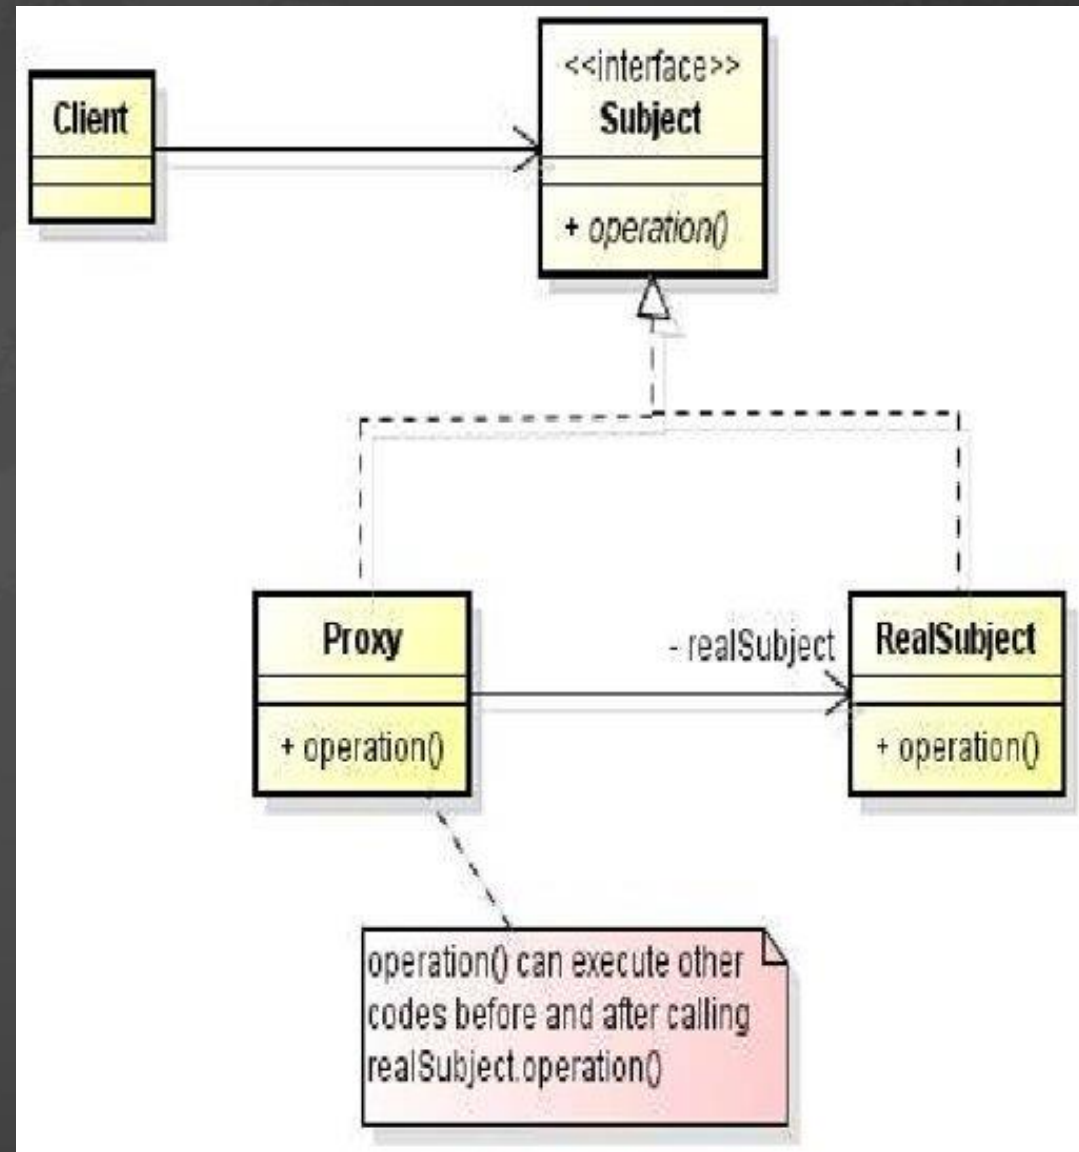 Client
<<interface>>
Subject
+ operation()
Proxy
+ operation()
- realSubject
RealSubject
+ operation()
operation() can execute other
codes before and after calling
realSubject.operation()